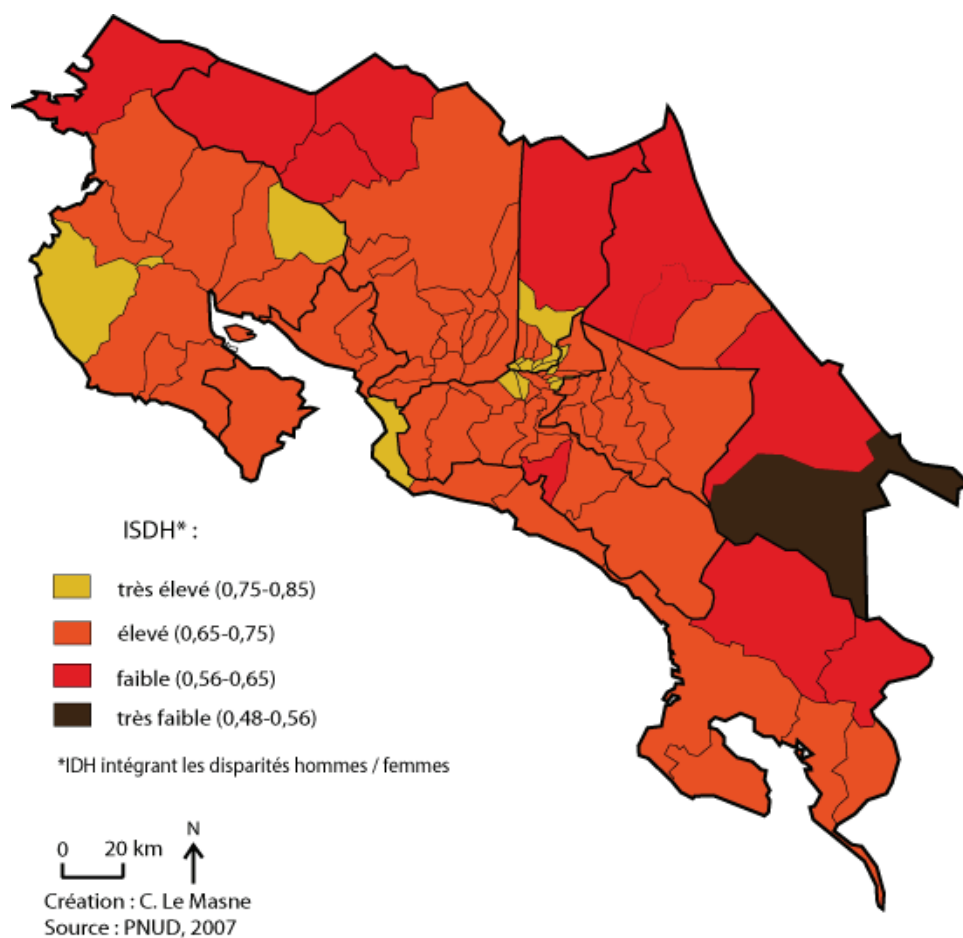 ISDH* :
très élevé (0,75-0,85)
élevé (0,65-0,75)
faible (0,56-0,65)
très faible (0,48-0,56)
*IDH intégrant les disparités hommes / femmes
N
0 20 km
Création : C. Le Masne
Source : PNUD, 2007